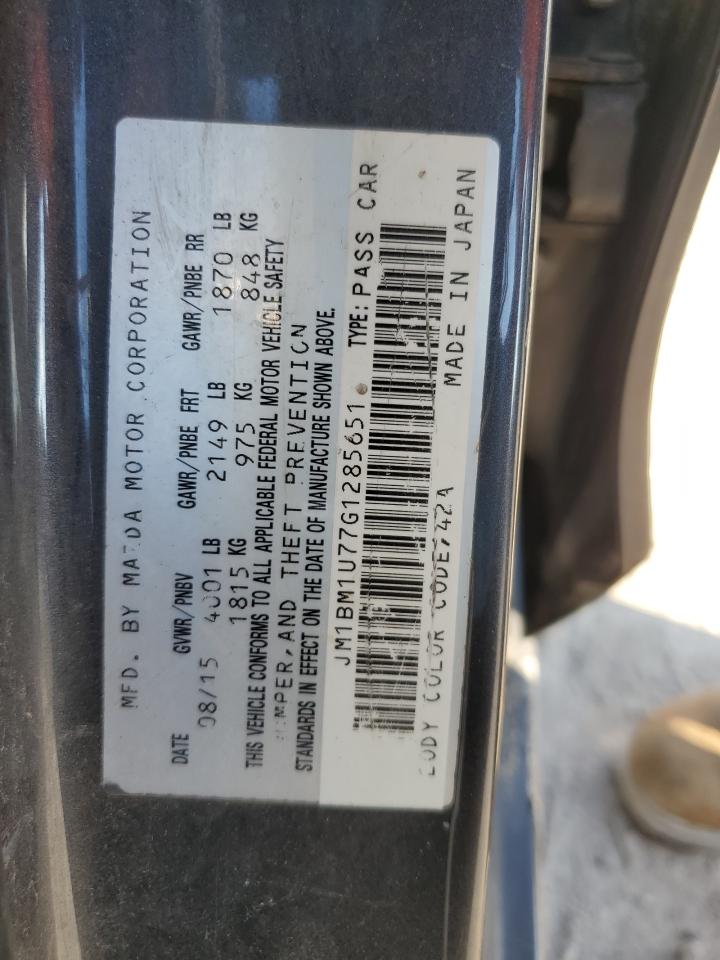 MFD. BY MAZDA MOTOR CORPORATION
DATE GVWR/PNBV GAWR/PNBE FRT GAWR/PNBE RR
08/15 4001 LB 2149 LB 1870 LB
1815 KG 975 KG 848 KG
THIS VEHICLE CONFORMS TO ALL APPLICABLE FEDERAL MOTOR VEHICLE SAFETY
BUMPER, AND THEFT PREVENTION
STANDARDS IN EFFECT ON THE DATE OF MANUFACTURE SHOWN ABOVE.
JM1BM1U77G1285651 TYPE: PASS CAR
BODY COLOR CODE; 42A MADE IN JAPAN